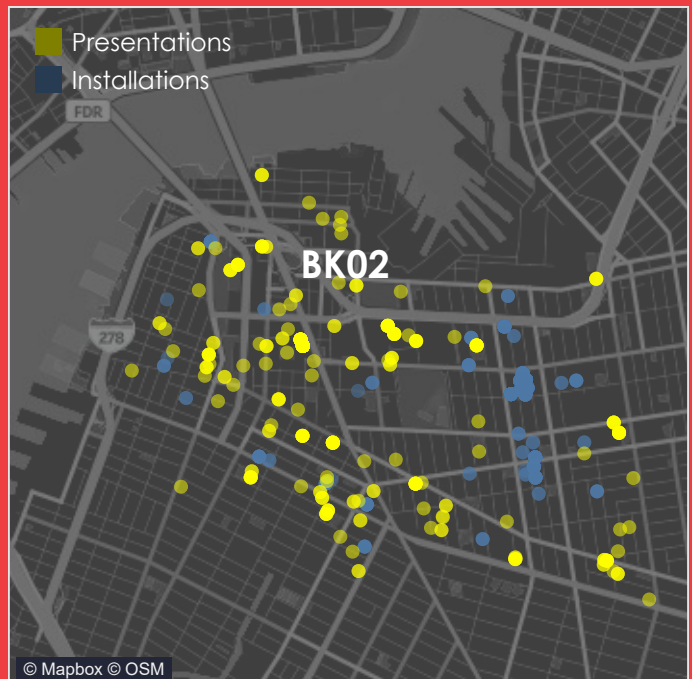 Presentations
Installations
FDR
BK02
278
© Mapbox © OSM